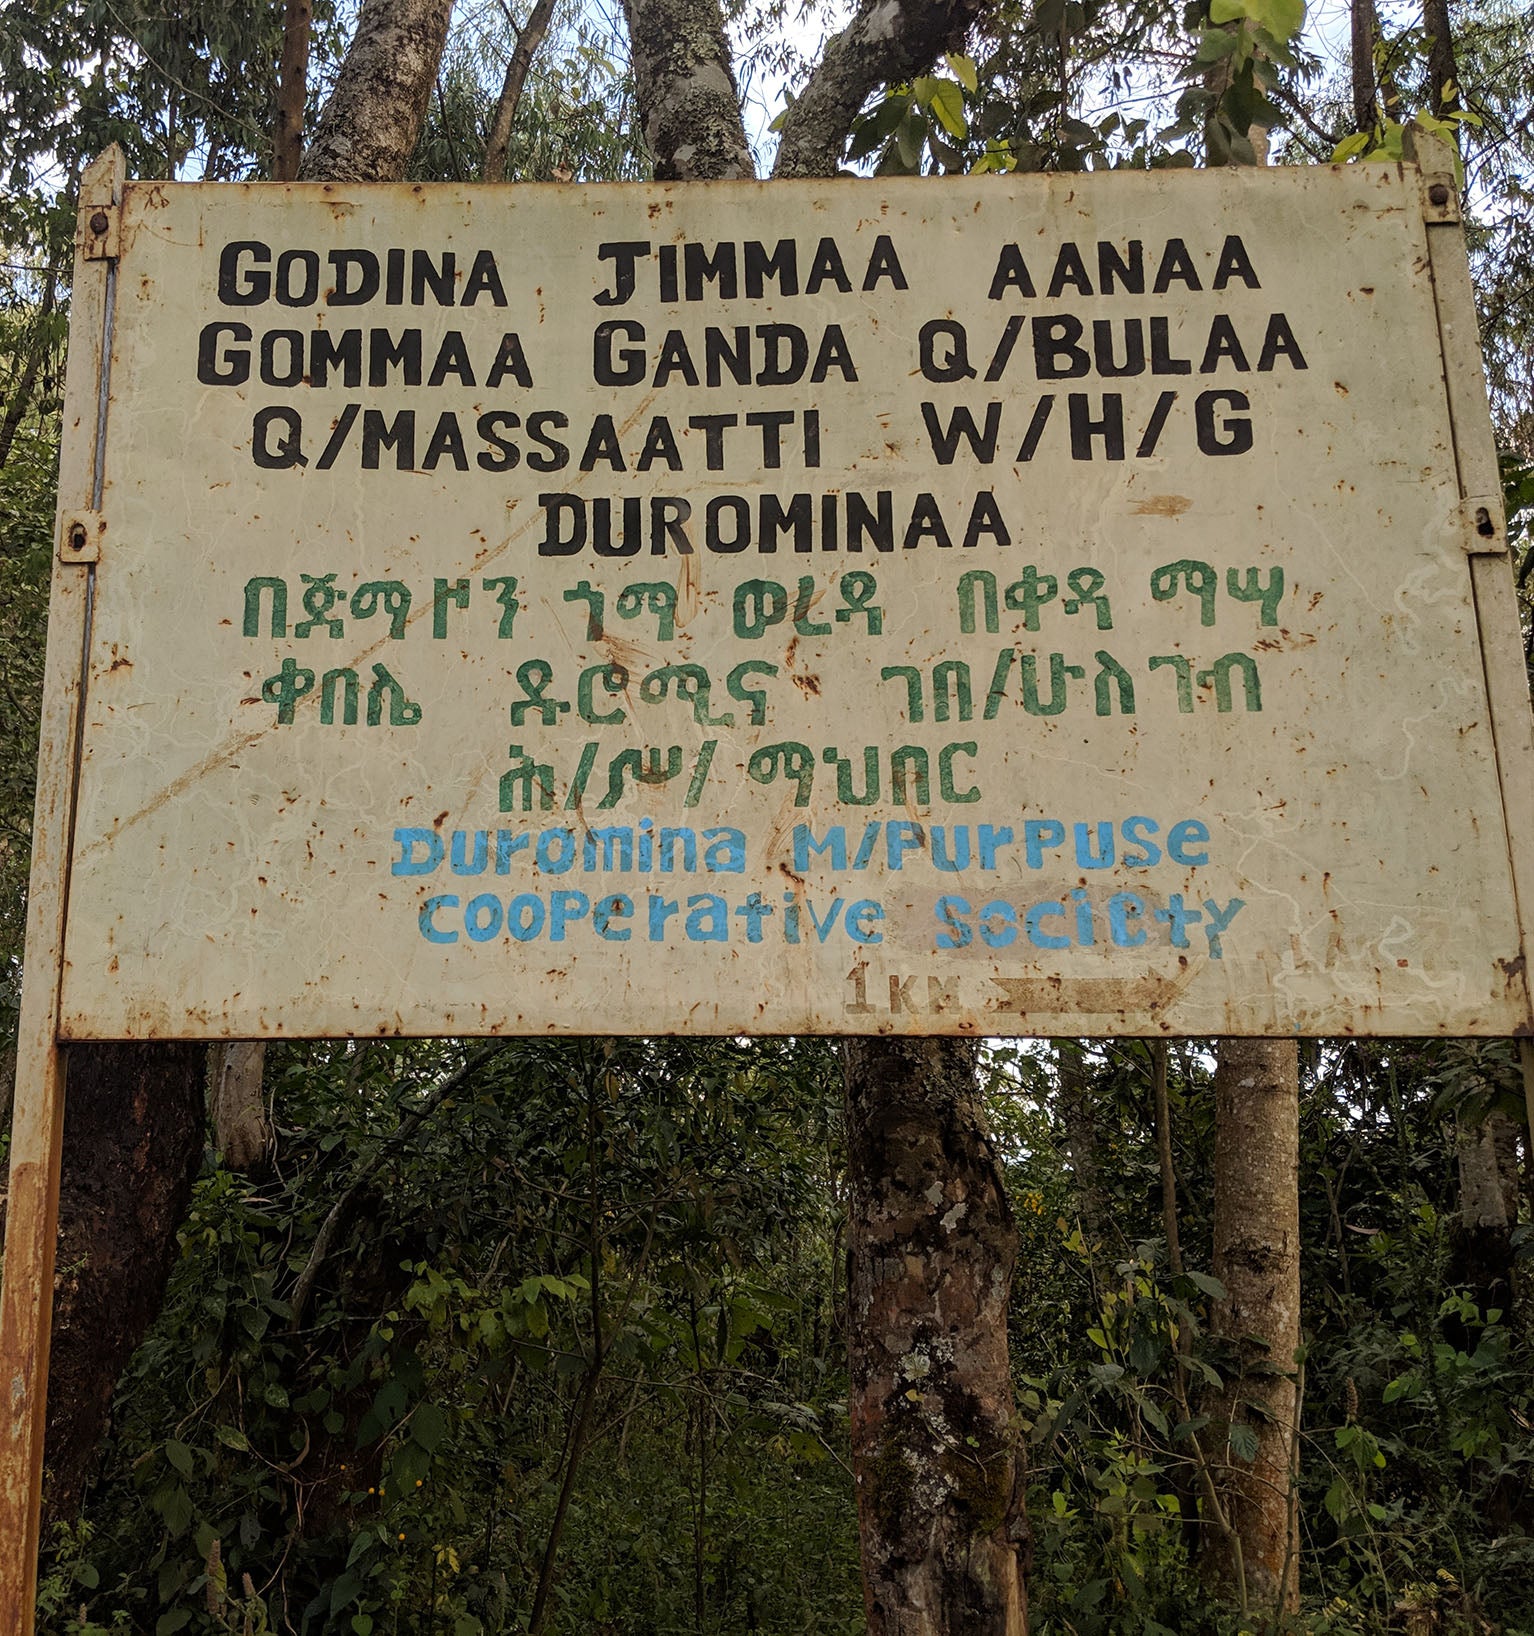 GODINA JIMMAA AANAA
GOMMAA GANDA Q/BULAA
Q/MASSAATTI W/H/G
DUROMINAA
በጅማ ዞን ጎማ ወረዳ በቀዳ ማሣ
ቀበሌ ዱሮሚና ገበ/ሁለገብ
ሕ/ሥ/ ማህበር
Duromina M/PurPuse
cooPerative sociEty
1KM